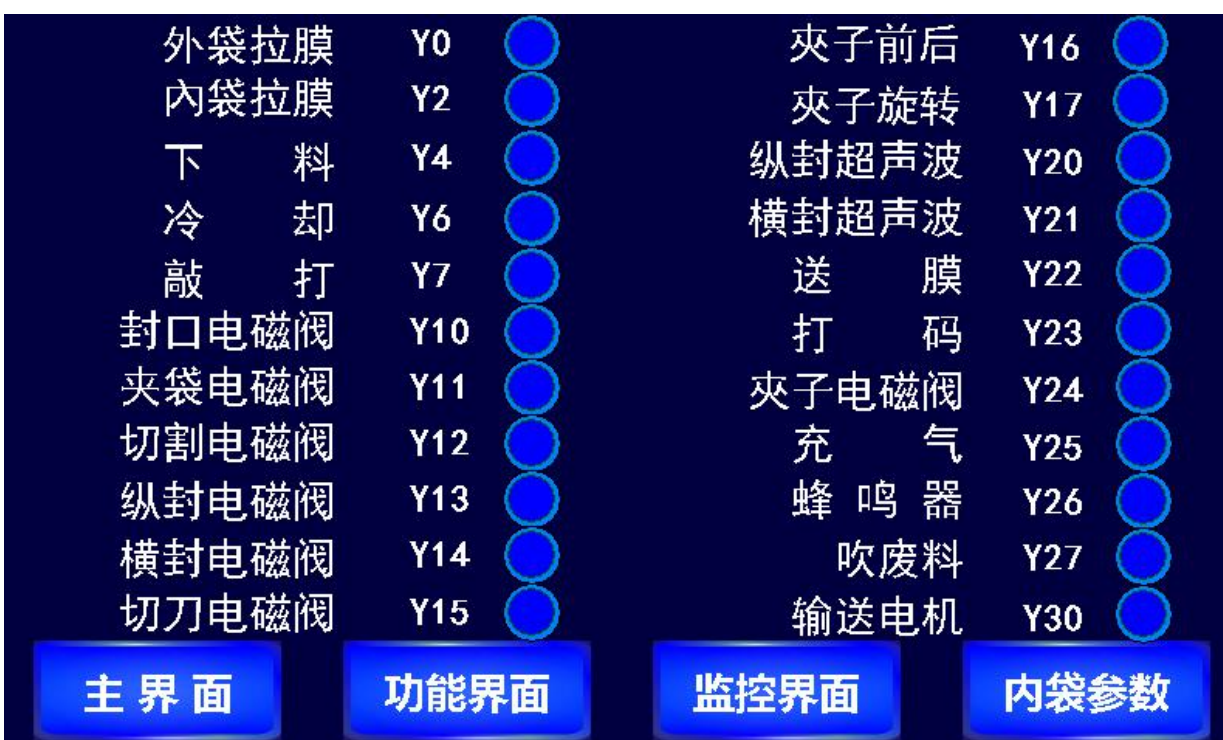 外袋拉膜 Y0
內袋拉膜 Y2
下 料 Y4
冷 却 Y6
敲 打 Y7
封口电磁阀 Y10
夹袋电磁阀 Y11
切割电磁阀 Y12
纵封电磁阀 Y13
横封电磁阀 Y14
切刀电磁阀 Y15
夾子前后 Y16
夾子旋转 Y17
纵封超声波 Y20
横封超声波 Y21
送 膜 Y22
打 码 Y23
夾子电磁阀 Y24
充 气 Y25
蜂 鸣 器 Y26
吹废料 Y27
输送电机 Y30
主 界 面 功能界面 监控界面 内袋参数